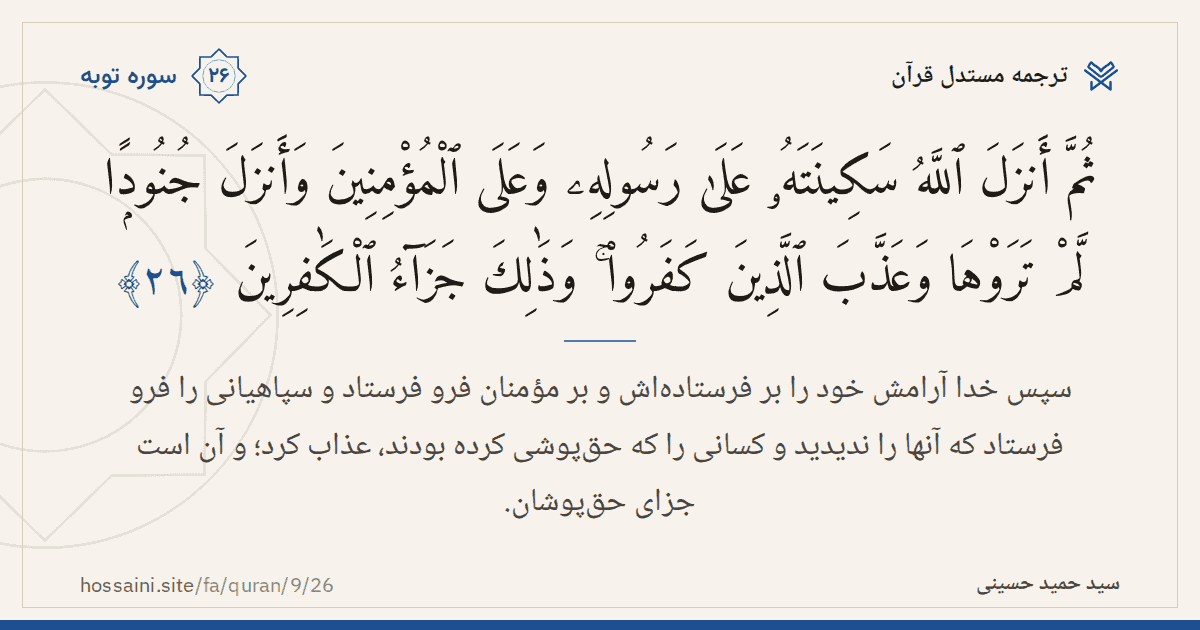 ترجمه مستدل قرآن
۲۶ سوره توبه
ثُمَّ أَنزَلَ ٱللَّهُ سَكِينَتَهُۥ عَلَىٰ رَسُولِهِۦ وَعَلَى ٱلْمُؤْمِنِينَ وَأَنزَلَ جُنُودًۭا
لَّمْ تَرَوْهَا وَعَذَّبَ ٱلَّذِينَ كَفَرُوا۟ ۚ وَذَٰلِكَ جَزَآءُ ٱلْكَـٰفِرِينَ ﴿٢٦﴾
سپس خدا آرامش خود را بر فرستاده‌اش و بر مؤمنان فرو فرستاد و سپاهیانی را فرو
فرستاد که آنها را ندیدید و کسانی را که حق‌پوشی کرده بودند، عذاب کرد؛ و آن است
جزای حق‌پوشان.
سید حمید حسینی
hossaini.site/fa/quran/9/26